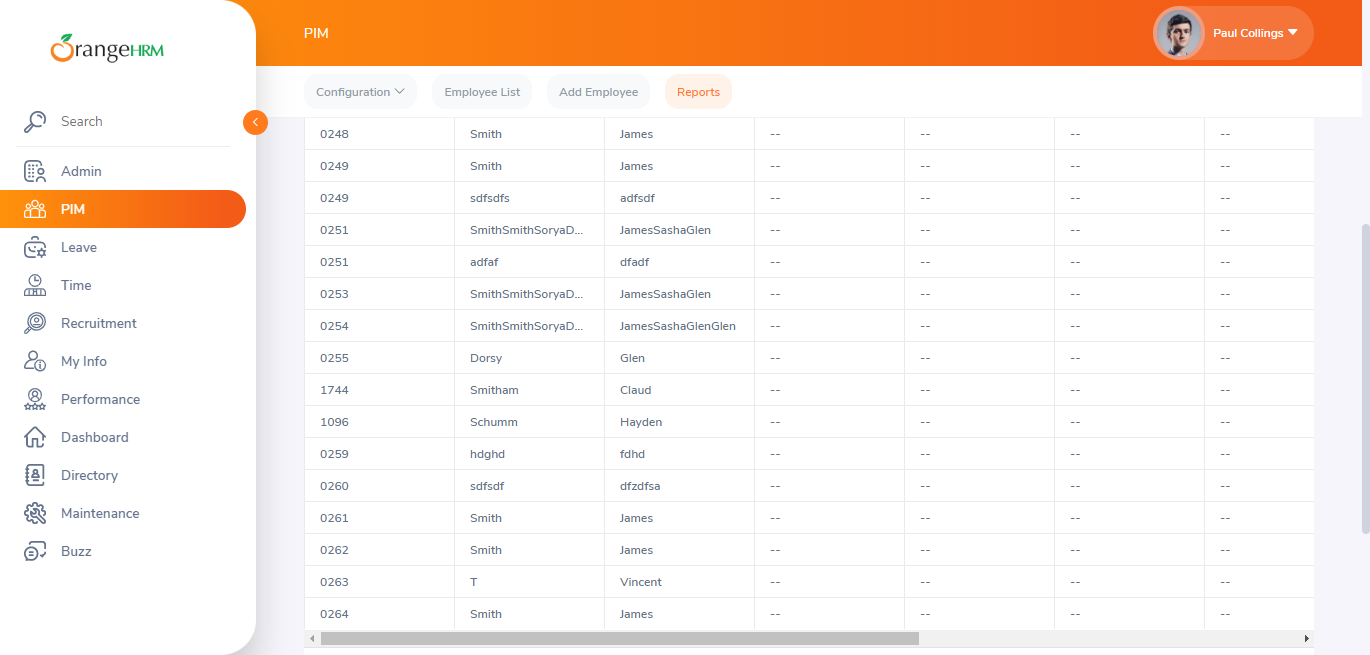 OrangeHRM
PIM
Paul Collings
Configuration Employee List Add Employee Reports
Search
Admin
PIM
Leave
Time
Recruitment
My Info
Performance
Dashboard
Directory
Maintenance
Buzz
0248 Smith James -- -- -- --
0249 Smith James -- -- -- --
0249 sdfsdfs adfsdf -- -- -- --
0251 SmithSmithSoryaD... JamesSashaGlen -- -- -- --
0251 adfaf dfadf -- -- -- --
0253 SmithSmithSoryaD... JamesSashaGlen -- -- -- --
0254 SmithSmithSoryaD... JamesSashaGlenGlen -- -- -- --
0255 Dorsy Glen -- -- -- --
1744 Smitham Claud -- -- -- --
1096 Schumm Hayden -- -- -- --
0259 hdghd fdhd -- -- -- --
0260 sdfsdf dfzdfsa -- -- -- --
0261 Smith James -- -- -- --
0262 Smith James -- -- -- --
0263 T Vincent -- -- -- --
0264 Smith James -- -- -- --